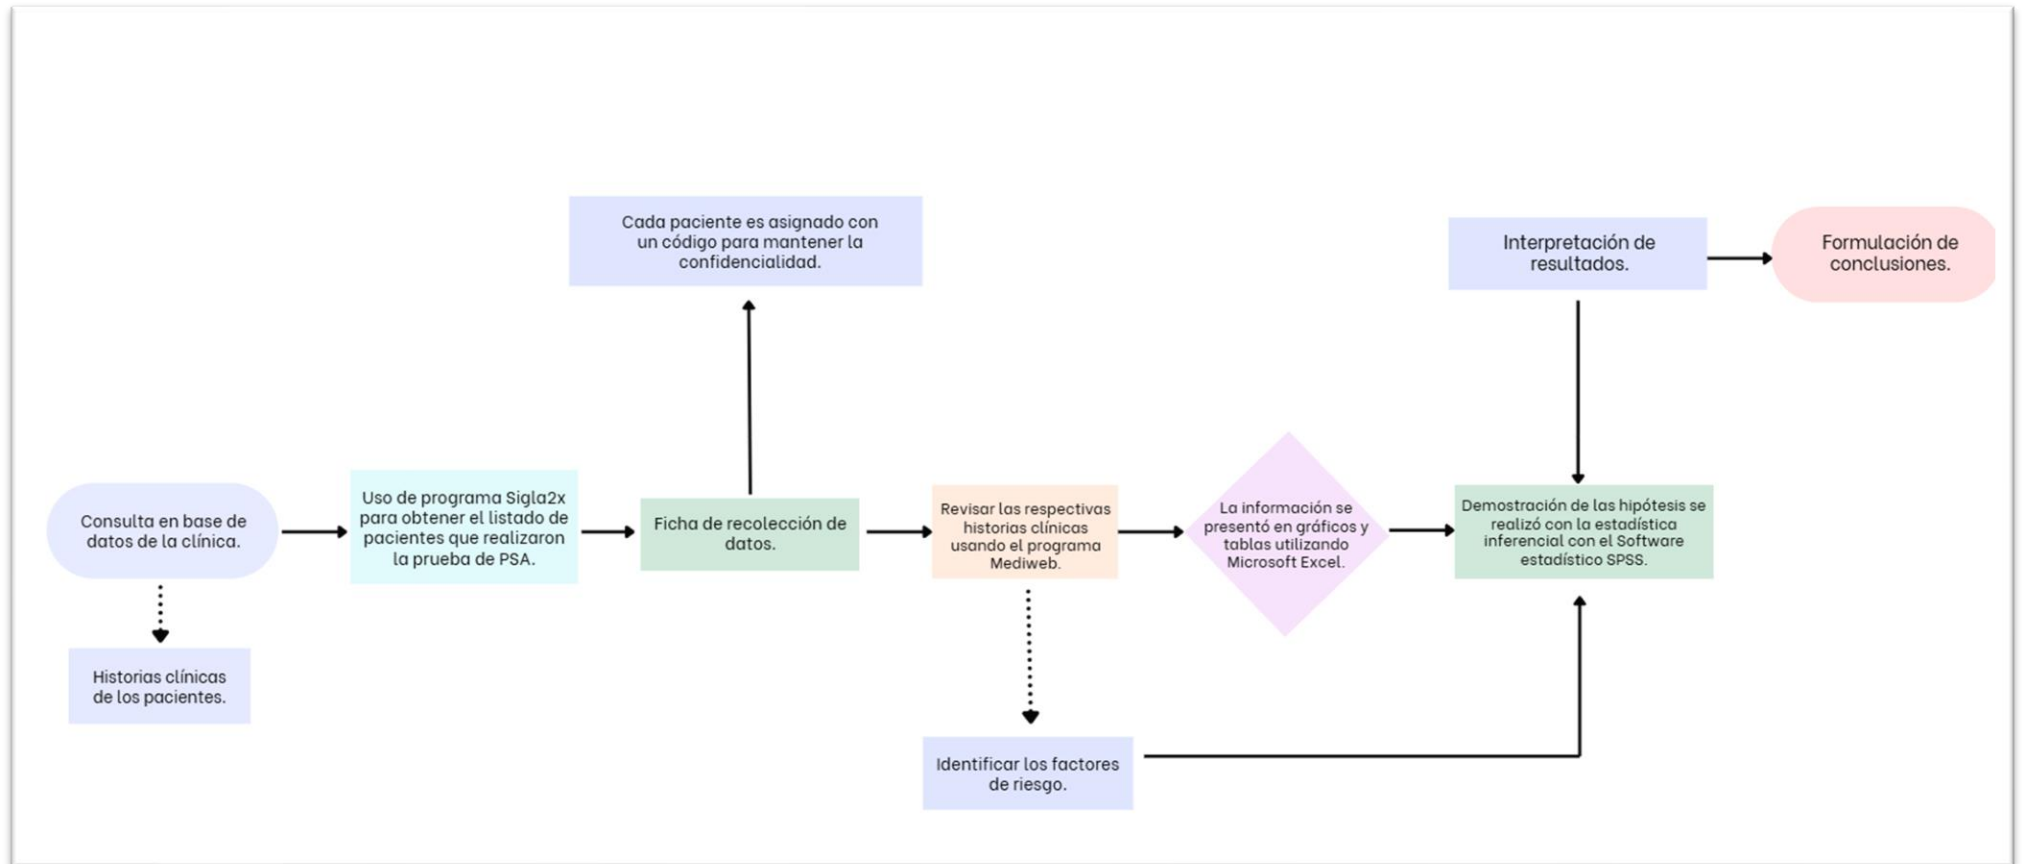 Cada paciente es asignado con
un código para mantener la
confidencialidad.
Interpretación de
resultados.
Formulación de
conclusiones.
Consulta en base de
datos de la clínica.
Uso de programa Sigla2x
para obtener el listado de
pacientes que realizaron
la prueba de PSA.
Ficha de recolección de
datos.
Revisar las respectivas
historias clínicas
usando el programa
Mediweb.
La información se
presentó en gráficos y
tablas utilizando
Microsoft Excel.
Demostración de las hipótesis se
realizó con la estadística
inferencial con el Software
estadístico SPSS.
Historias clínicas
de los pacientes.
Identificar los factores
de riesgo.